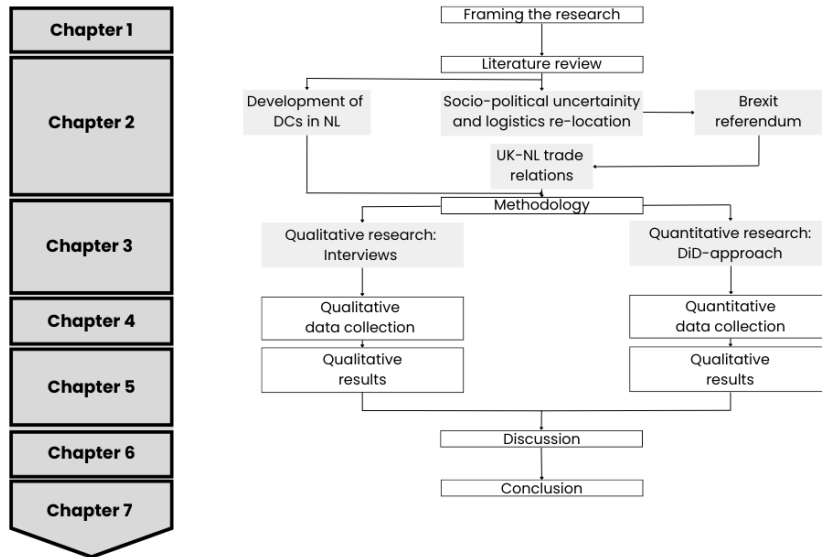 Chapter 1
Framing the research
Chapter 2
Literature review
Development of
DCs in NL
Socio-political uncertainity
and logistics re-location
Brexit
referendum
UK-NL trade
relations
Chapter 3
Methodology
Qualitative research:
Interviews
Quantitative research:
DiD-approach
Chapter 4
Qualitative
data collection
Quantitative
data collection
Chapter 5
Qualitative
results
Qualitative
results
Chapter 6
Discussion
Chapter 7
Conclusion